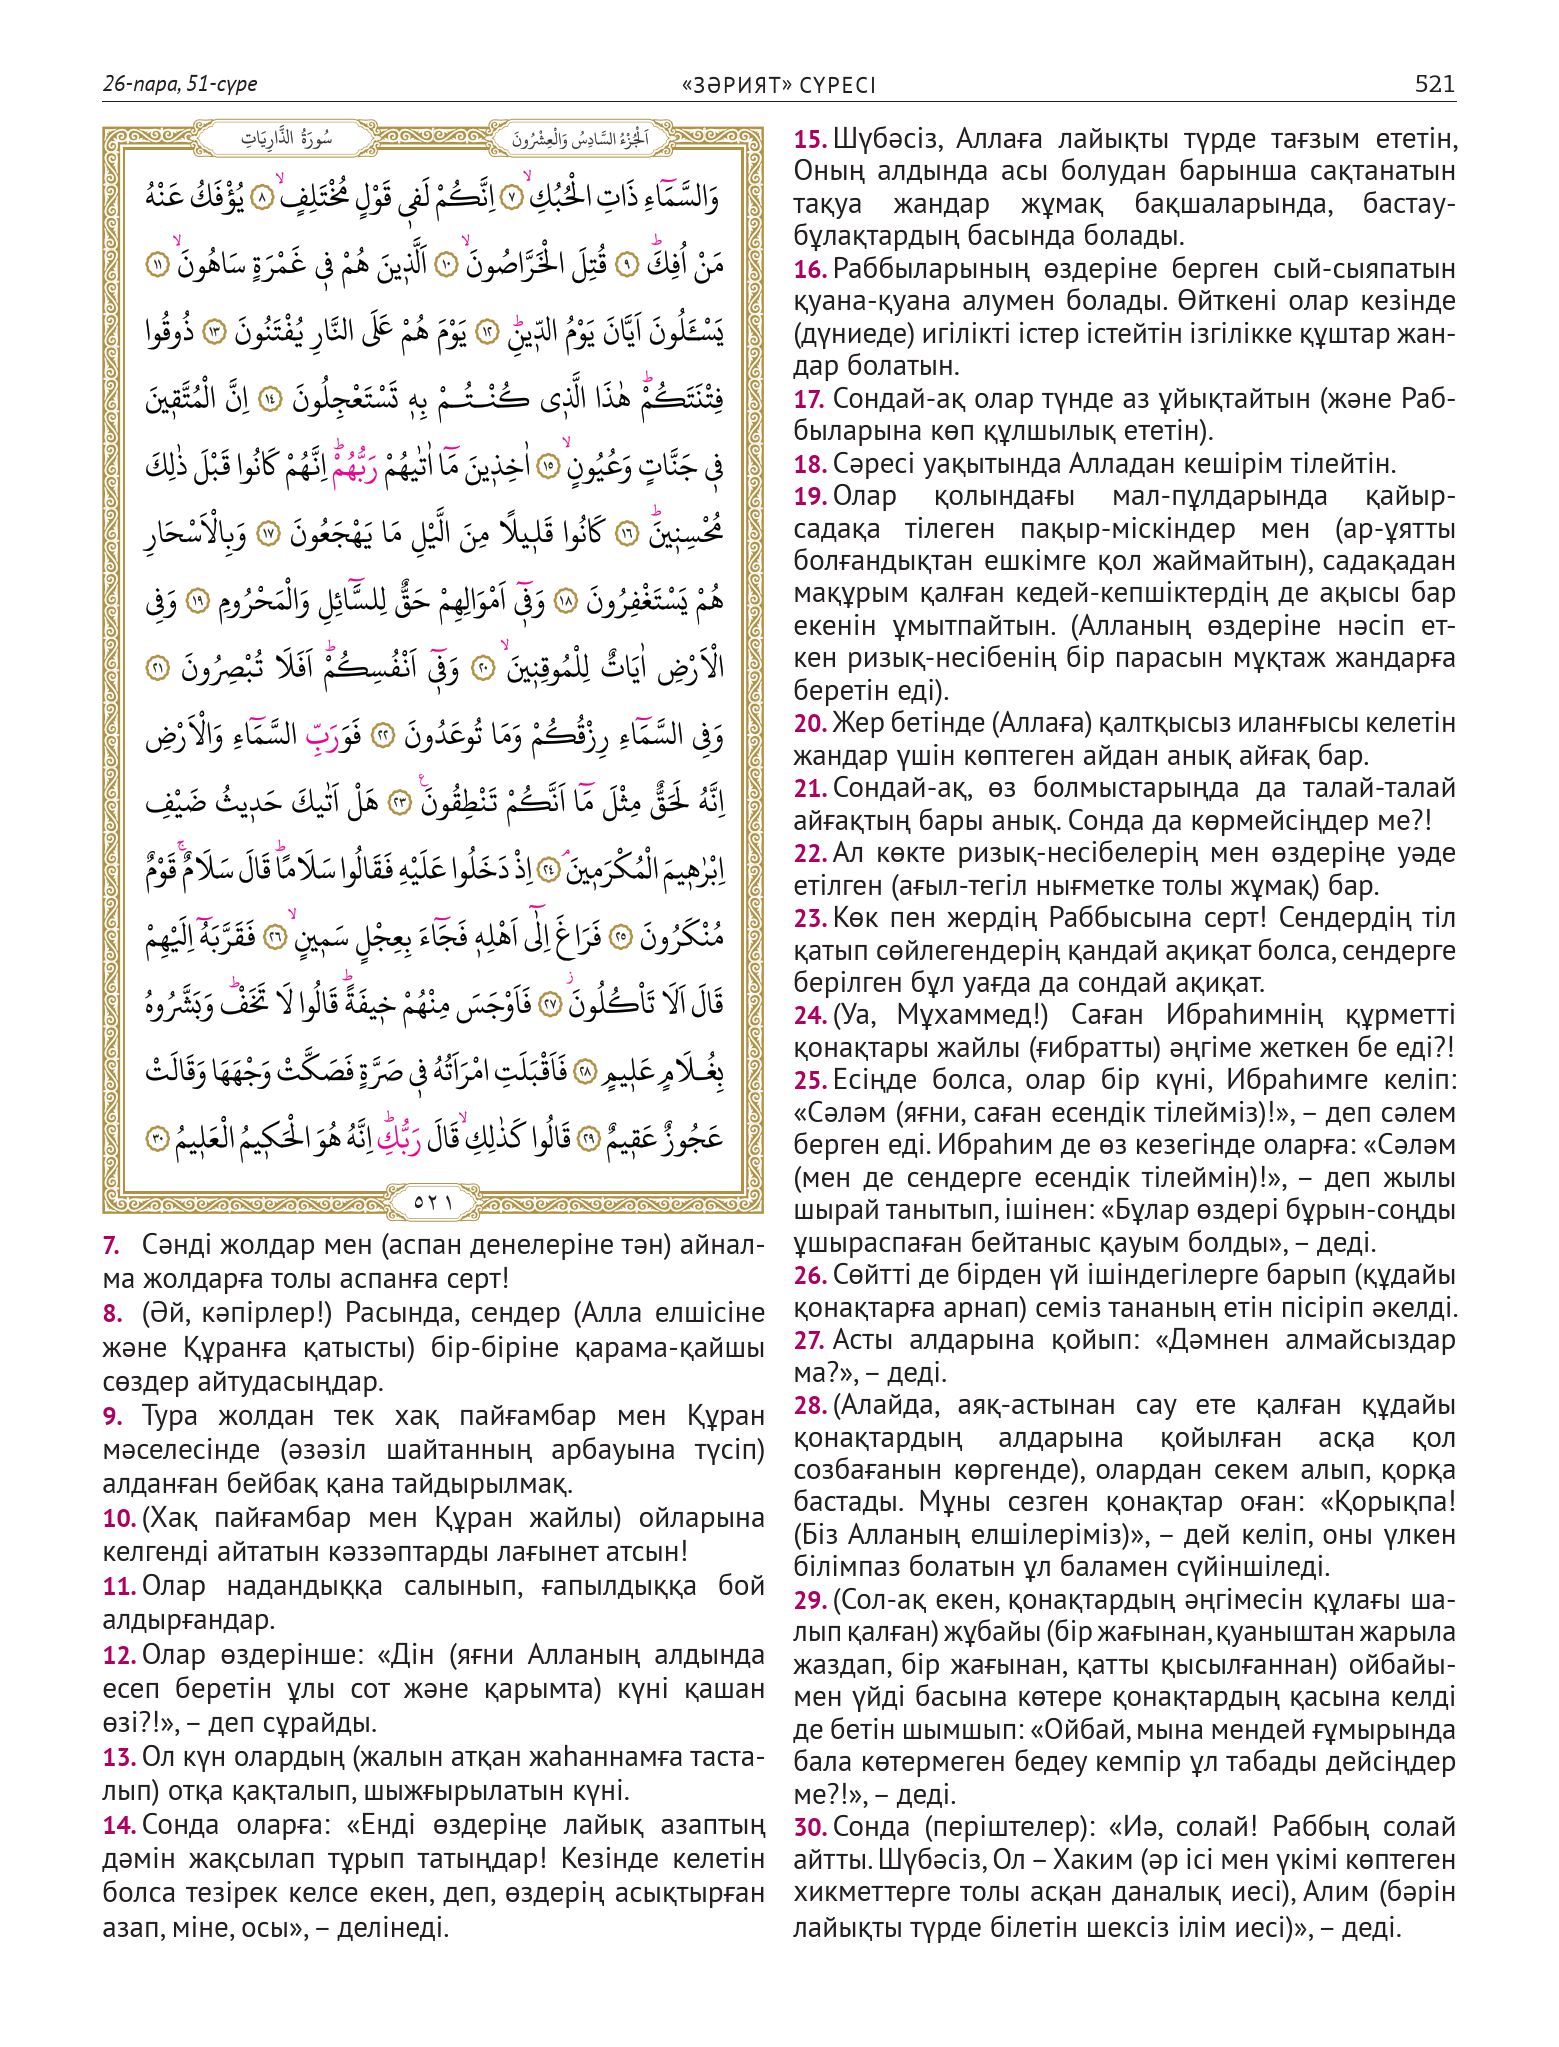 26-пара, 51-сүре
«ЗӘРИЯТ» СҮРЕСІ
521
سُورَةُ الذَّارِيَاتِ
اَلْجُزْءُ السَّادِسُ وَالْعِشْرُونَ
وَالسَّمَٓاءِ ذَاتِ الْحُبُكِۙ ﴿٧﴾ اِنَّكُمْ لَف۪ي قَوْلٍ مُخْتَلِفٍۙ ﴿٨﴾ يُؤْفَكُ عَنْهُ
مَنْ اُفِكَۜ ﴿٩﴾ قُتِلَ الْخَرَّاصُونَۙ ﴿١٠﴾ اَلَّذ۪ينَ هُمْ ف۪ي غَمْرَةٍ سَاهُونَۙ ﴿١١﴾
يَسْـَٔلُونَ اَيَّانَ يَوْمُ الدّ۪ينِۜ ﴿١٢﴾ يَوْمَ هُمْ عَلَى النَّارِ يُفْتَنُونَ ﴿١٣﴾ ذُوقُوا
فِتْنَتَكُمْۜ هٰذَا الَّذ۪ى كُنْتُمْ بِه۪ تَسْتَعْجِلُونَ ﴿١٤﴾ اِنَّ الْمُتَّق۪ينَ
ف۪ي جَنَّاتٍ وَعُيُونٍۙ ﴿١٥﴾ اٰخِذ۪ينَ مَٓا اٰتٰيهُمْ رَبُّهُمْۜ اِنَّهُمْ كَانُوا قَبْلَ ذٰلِكَ
مُحْسِن۪ينَۜ ﴿١٦﴾ كَانُوا قَل۪يلًا مِنَ الَّيْلِ مَا يَهْجَعُونَ ﴿١٧﴾ وَبِالْاَسْحَارِ
هُمْ يَسْتَغْفِرُونَ ﴿١٨﴾ وَف۪ٓي اَمْوَالِهِمْ حَقٌّ لِلسَّٓائِلِ وَالْمَحْرُومِ ﴿١٩﴾ وَفِي
الْاَرْضِ اٰيَاتٌ لِلْمُوقِن۪ينَۙ ﴿٢٠﴾ وَف۪ٓي اَنْفُسِكُمْۜ اَفَلَا تُبْصِرُونَ ﴿٢١﴾
وَفِي السَّمَٓاءِ رِزْقُكُمْ وَمَا تُوعَدُونَ ﴿٢٢﴾ فَوَرَبِّ السَّمَٓاءِ وَالْاَرْضِ
اِنَّهُ لَحَقٌّ مِثْلَ مَٓا اَنَّكُمْ تَنْطِقُونَ۟ ﴿٢٣﴾ هَلْ اَتٰيكَ حَد۪يثُ ضَيْفِ
اِبْرٰه۪يمَ الْمُكْرَم۪ينَۢ ﴿٢٤﴾ اِذْ دَخَلُوا عَلَيْهِ فَقَالُوا سَلَامًاۜ قَالَ سَلَامٌۚ قَوْمٌ
مُنْكَرُونَ ﴿٢٥﴾ فَرَاغَ اِلٰٓى اَهْلِه۪ فَجَٓاءَ بِعِجْلٍ سَم۪ينٍۙ ﴿٢٦﴾ فَقَرَّبَهُٓ اِلَيْهِمْ
قَالَ اَلَا تَاْكُلُونَۘ ﴿٢٧﴾ فَاَوْجَسَ مِنْهُمْ خ۪يفَةًۜ قَالُوا لَا تَخَفْۜ وَبَشَّرُوهُ
بِغُلَامٍ عَل۪يمٍ ﴿٢٨﴾ فَاَقْبَلَتِ امْرَاَتُهُ ف۪ي صَرَّةٍ فَصَكَّتْ وَجْهَهَا وَقَالَتْ
عَجُوزٌ عَق۪يمٌ ﴿٢٩﴾ قَالُوا كَذٰلِكِۙ قَالَ رَبُّكِۜ اِنَّهُ هُوَ الْحَك۪يمُ الْعَل۪يمُ ﴿٣٠﴾
٥٢١
7. Сәнді жолдар мен (аспан денелеріне тән) айнал-
ма жолдарға толы аспанға серт!
8. (Әй, кәпірлер!) Расында, сендер (Алла елшісіне
және Құранға қатысты) бір-біріне қарама-қайшы
сөздер айтудасыңдар.
9. Тура жолдан тек хақ пайғамбар мен Құран
мәселесінде (әзәзіл шайтанның арбауына түсіп)
алданған бейбақ қана тайдырылмақ.
10. (Хақ пайғамбар мен Құран жайлы) ойларына
келгенді айтатын кәззәптарды лағынет атсын!
11. Олар надандыққа салынып, ғапылдыққа бой
алдырғандар.
12. Олар өздерінше: «Дін (яғни Алланың алдында
есеп беретін ұлы сот және қарымта) күні қашан
өзі?!», – деп сұрайды.
13. Ол күн олардың (жалын атқан жаһаннамға таста-
лып) отқа қақталып, шыжғырылатын күні.
14. Сонда оларға: «Енді өздеріңе лайық азаптың
дәмін жақсылап тұрып татыңдар! Кезінде келетін
болса тезірек келсе екен, деп, өздерің асықтырған
азап, міне, осы», – делінеді.
15. Шүбәсіз, Аллаға лайықты түрде тағзым ететін,
Оның алдында асы болудан барынша сақтанатын
тақуа жандар жұмақ бақшаларында, бастау-
бұлақтардың басында болады.
16. Раббыларының өздеріне берген сый-сыяпатын
қуана-қуана алумен болады. Өйткені олар кезінде
(дүниеде) игілікті істер істейтін ізгілікке құштар жан-
дар болатын.
17. Сондай-ақ олар түнде аз ұйықтайтын (және Раб-
быларына көп құлшылық ететін).
18. Сәресі уақытында Алладан кешірім тілейтін.
19. Олар қолындағы мал-пұлдарында қайыр-
садақа тілеген пақыр-міскіндер мен (ар-ұятты
болғандықтан ешкімге қол жаймайтын), садақадан
мақұрым қалған кедей-кепшіктердің де ақысы бар
екенін ұмытпайтын. (Алланың өздеріне нәсіп ет-
кен ризық-несібенің бір парасын мұқтаж жандарға
беретін еді).
20. Жер бетінде (Аллаға) қалтқысыз иланғысы келетін
жандар үшін көптеген айдан анық айғақ бар.
21. Сондай-ақ, өз болмыстарыңда да талай-талай
айғақтың бары анық. Сонда да көрмейсіңдер ме?!
22. Ал көкте ризық-несібелерің мен өздеріңе уәде
етілген (ағыл-тегіл нығметке толы жұмақ) бар.
23. Көк пен жердің Раббысына серт! Сендердің тіл
қатып сөйлегендерің қандай ақиқат болса, сендерге
берілген бұл уағда да сондай ақиқат.
24. (Уа, Мұхаммед!) Саған Ибраһимнің құрметті
қонақтары жайлы (ғибратты) әңгіме жеткен бе еді?!
25. Есіңде болса, олар бір күні, Ибраһимге келіп:
«Сәләм (яғни, саған есендік тілейміз)!», – деп сәлем
берген еді. Ибраһим де өз кезегінде оларға: «Сәләм
(мен де сендерге есендік тілеймін)!», – деп жылы
шырай танытып, ішінен: «Бұлар өздері бұрын-соңды
ұшыраспаған бейтаныс қауым болды», – деді.
26. Сөйтті де бірден үй ішіндегілерге барып (құдайы
қонақтарға арнап) семіз тананың етін пісіріп әкелді.
27. Асты алдарына қойып: «Дәмнен алмайсыздар
ма?», – деді.
28. (Алайда, аяқ-астынан сау ете қалған құдайы
қонақтардың алдарына қойылған асқа қол
созбағанын көргенде), олардан секем алып, қорқа
бастады. Мұны сезген қонақтар оған: «Қорықпа!
(Біз Алланың елшілеріміз)», – дей келіп, оны үлкен
білімпаз болатын ұл баламен сүйіншіледі.
29. (Сол-ақ екен, қонақтардың әңгімесін құлағы ша-
лып қалған) жұбайы (бір жағынан, қуаныштан жарыла
жаздап, бір жағынан, қатты қысылғаннан) ойбайы-
мен үйді басына көтере қонақтардың қасына келді
де бетін шымшып: «Ойбай, мына мендей ғұмырында
бала көтермеген бедеу кемпір ұл табады дейсіңдер
ме?!», – деді.
30. Сонда (періштелер): «Иә, солай! Раббың солай
айтты. Шүбәсіз, Ол – Хаким (әр ісі мен үкімі көптеген
хикметтерге толы асқан даналық иесі), Алим (бәрін
лайықты түрде білетін шексіз ілім иесі)», – деді.